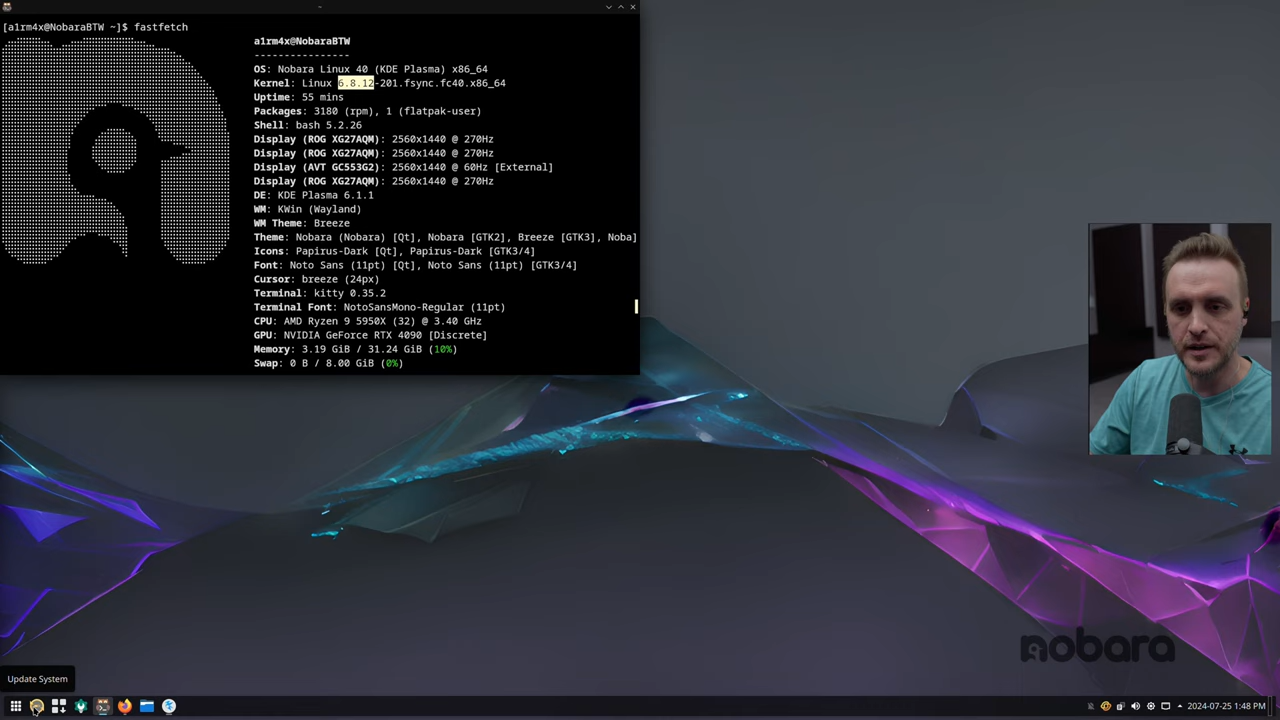 ~
[a1rm4x@NobaraBTW ~]$ fastfetch
a1rm4x@NobaraBTW
----------------
OS: Nobara Linux 40 (KDE Plasma) x86_64
Kernel: Linux 6.8.12-201.fsync.fc40.x86_64
Uptime: 55 mins
Packages: 3180 (rpm), 1 (flatpak-user)
Shell: bash 5.2.26
Display (ROG XG27AQM): 2560x1440 @ 270Hz
Display (ROG XG27AQM): 2560x1440 @ 270Hz
Display (AVT GC553G2): 2560x1440 @ 60Hz [External]
Display (ROG XG27AQM): 2560x1440 @ 270Hz
DE: KDE Plasma 6.1.1
WM: KWin (Wayland)
WM Theme: Breeze
Theme: Nobara (Nobara) [Qt], Nobara [GTK2], Breeze [GTK3], Noba]
Icons: Papirus-Dark [Qt], Papirus-Dark [GTK3/4]
Font: Noto Sans (11pt) [Qt], Noto Sans (11pt) [GTK3/4]
Cursor: breeze (24px)
Terminal: kitty 0.35.2
Terminal Font: NotoSansMono-Regular (11pt)
CPU: AMD Ryzen 9 5950X (32) @ 3.40 GHz
GPU: NVIDIA GeForce RTX 4090 [Discrete]
Memory: 3.19 GiB / 31.24 GiB (10%)
Swap: 0 B / 8.00 GiB (0%)
nobara
Update System
2024-07-25 1:48 PM